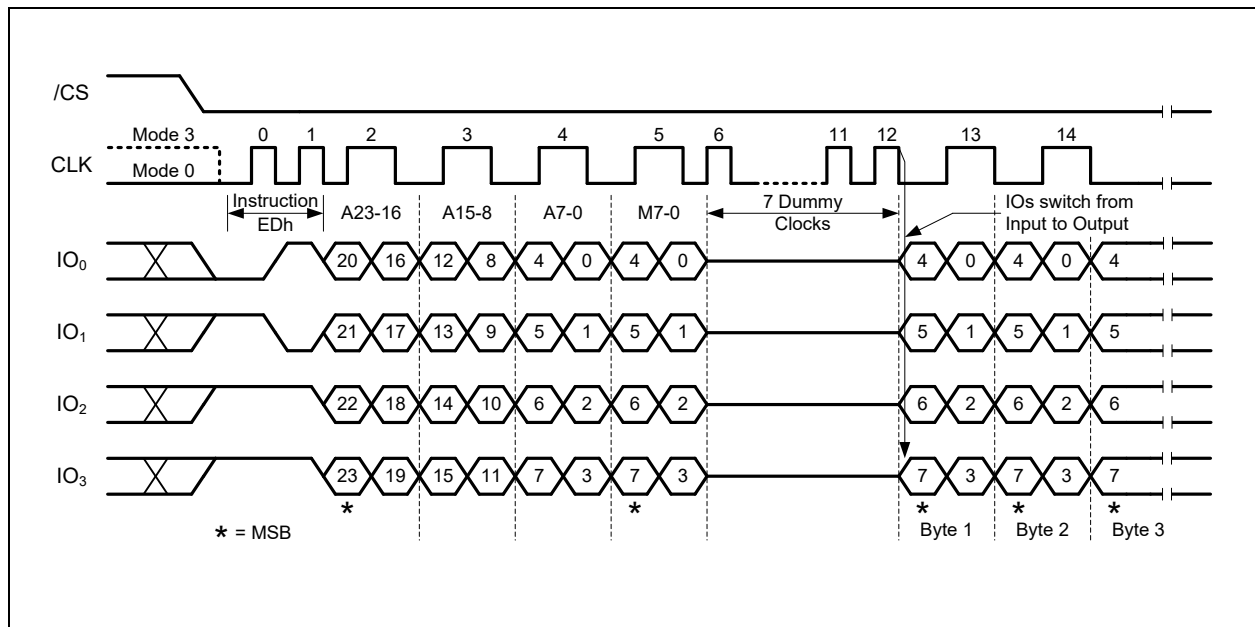 /CS
Mode 3 0 1 2 3 4 5 6 11 12 13 14
CLK Mode 0
Instruction A23-16 A15-8 A7-0 M7-0 7 Dummy IOs switch from
EDh Clocks Input to Output
IO₀ 20 16 12 8 4 0 4 0 4 0 4 0 4
IO₁ 21 17 13 9 5 1 5 1 5 1 5 1 5
IO₂ 22 18 14 10 6 2 6 2 6 2 6 2 6
IO₃ 23 19 15 11 7 3 7 3 7 3 7 3 7
* * * * *
* = MSB Byte 1 Byte 2 Byte 3